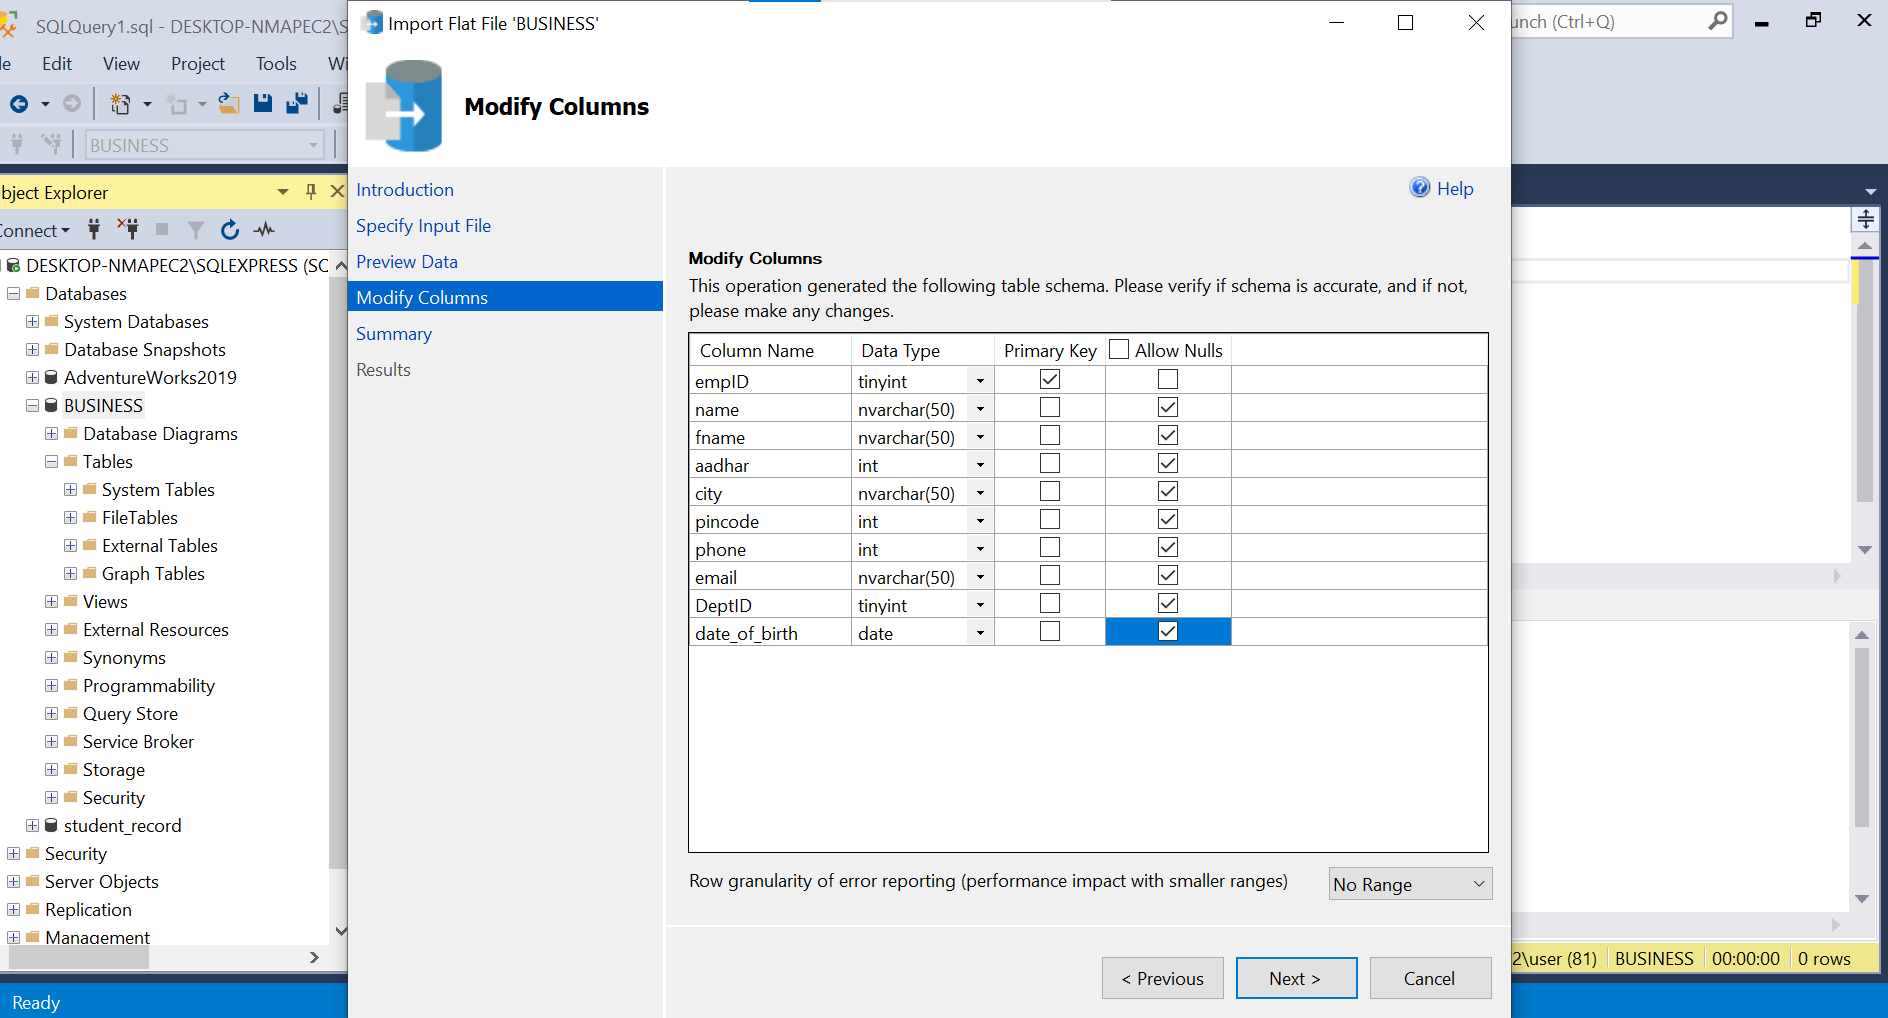 SQLQuery1.sql - DESKTOP-NMAPEC2\S
Import Flat File 'BUSINESS'
unch (Ctrl+Q)
le Edit View Project Tools Wi
Modify Columns
BUSINESS
bject Explorer
onnect
DESKTOP-NMAPEC2\SQLEXPRESS (SC
Databases
System Databases
Database Snapshots
AdventureWorks2019
BUSINESS
Database Diagrams
Tables
System Tables
FileTables
External Tables
Graph Tables
Views
External Resources
Synonyms
Programmability
Query Store
Service Broker
Storage
Security
student_record
Security
Server Objects
Replication
Management
Introduction
Specify Input File
Preview Data
Modify Columns
Summary
Results
Help
Modify Columns
This operation generated the following table schema. Please verify if schema is accurate, and if not,
please make any changes.
Column Name Data Type Primary Key Allow Nulls
empID tinyint
name nvarchar(50)
fname nvarchar(50)
aadhar int
city nvarchar(50)
pincode int
phone int
email nvarchar(50)
DeptID tinyint
date_of_birth date
Row granularity of error reporting (performance impact with smaller ranges) No Range
< Previous Next > Cancel
2\user (81) BUSINESS 00:00:00 0 rows
Ready